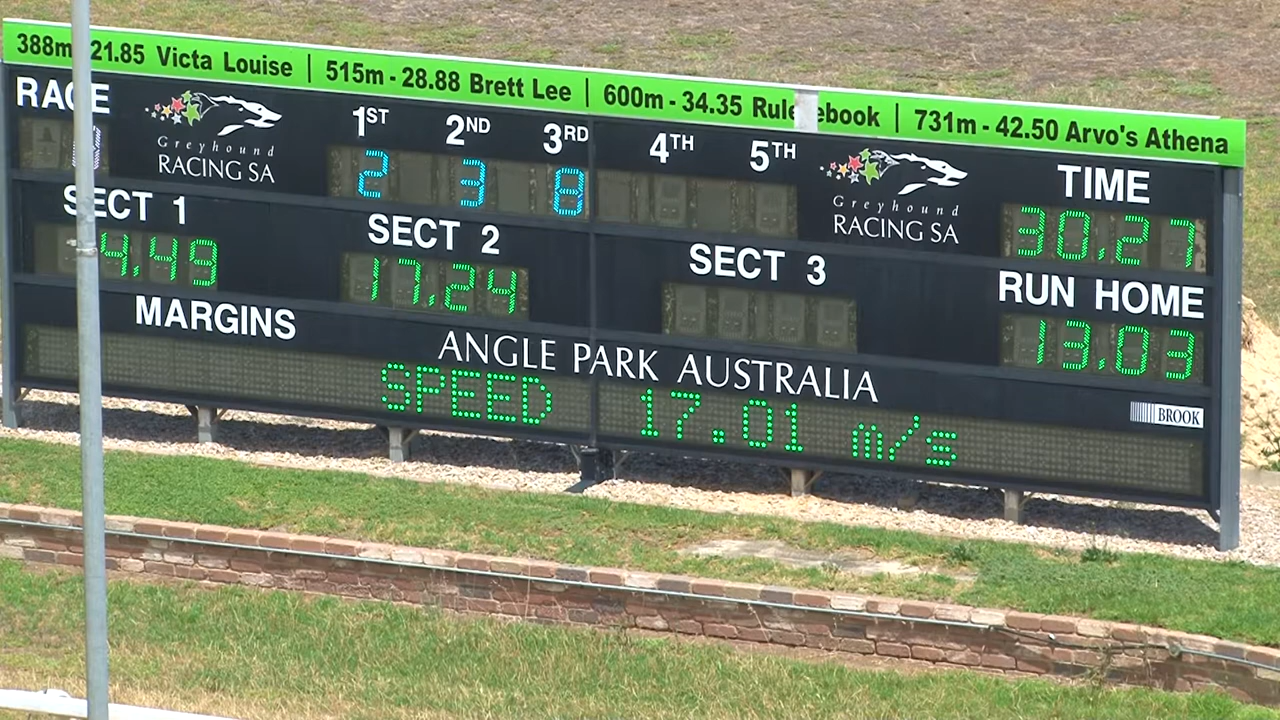 388m 21.85 Victa Louise | 515m - 28.88 Brett Lee | 600m - 34.35 Rule ebook | 731m - 42.50 Arvo's Athena
RACE
Greyhound
RACING SA
1ST 2ND 3RD 4TH 5TH
2 3 8
Greyhound
RACING SA
TIME
30.27
SECT 1
4.49
SECT 2
17.24
SECT 3
RUN HOME
13.03
MARGINS
ANGLE PARK AUSTRALIA
SPEED 17.01 m/s
BROOK